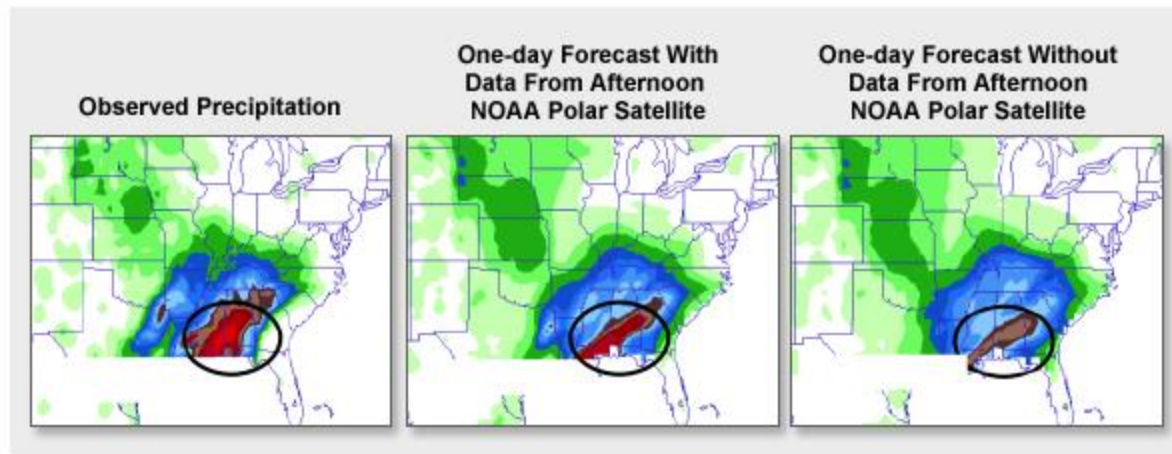 Observed Precipitation
One-day Forecast With
Data From Afternoon
NOAA Polar Satellite
One-day Forecast Without
Data From Afternoon
NOAA Polar Satellite